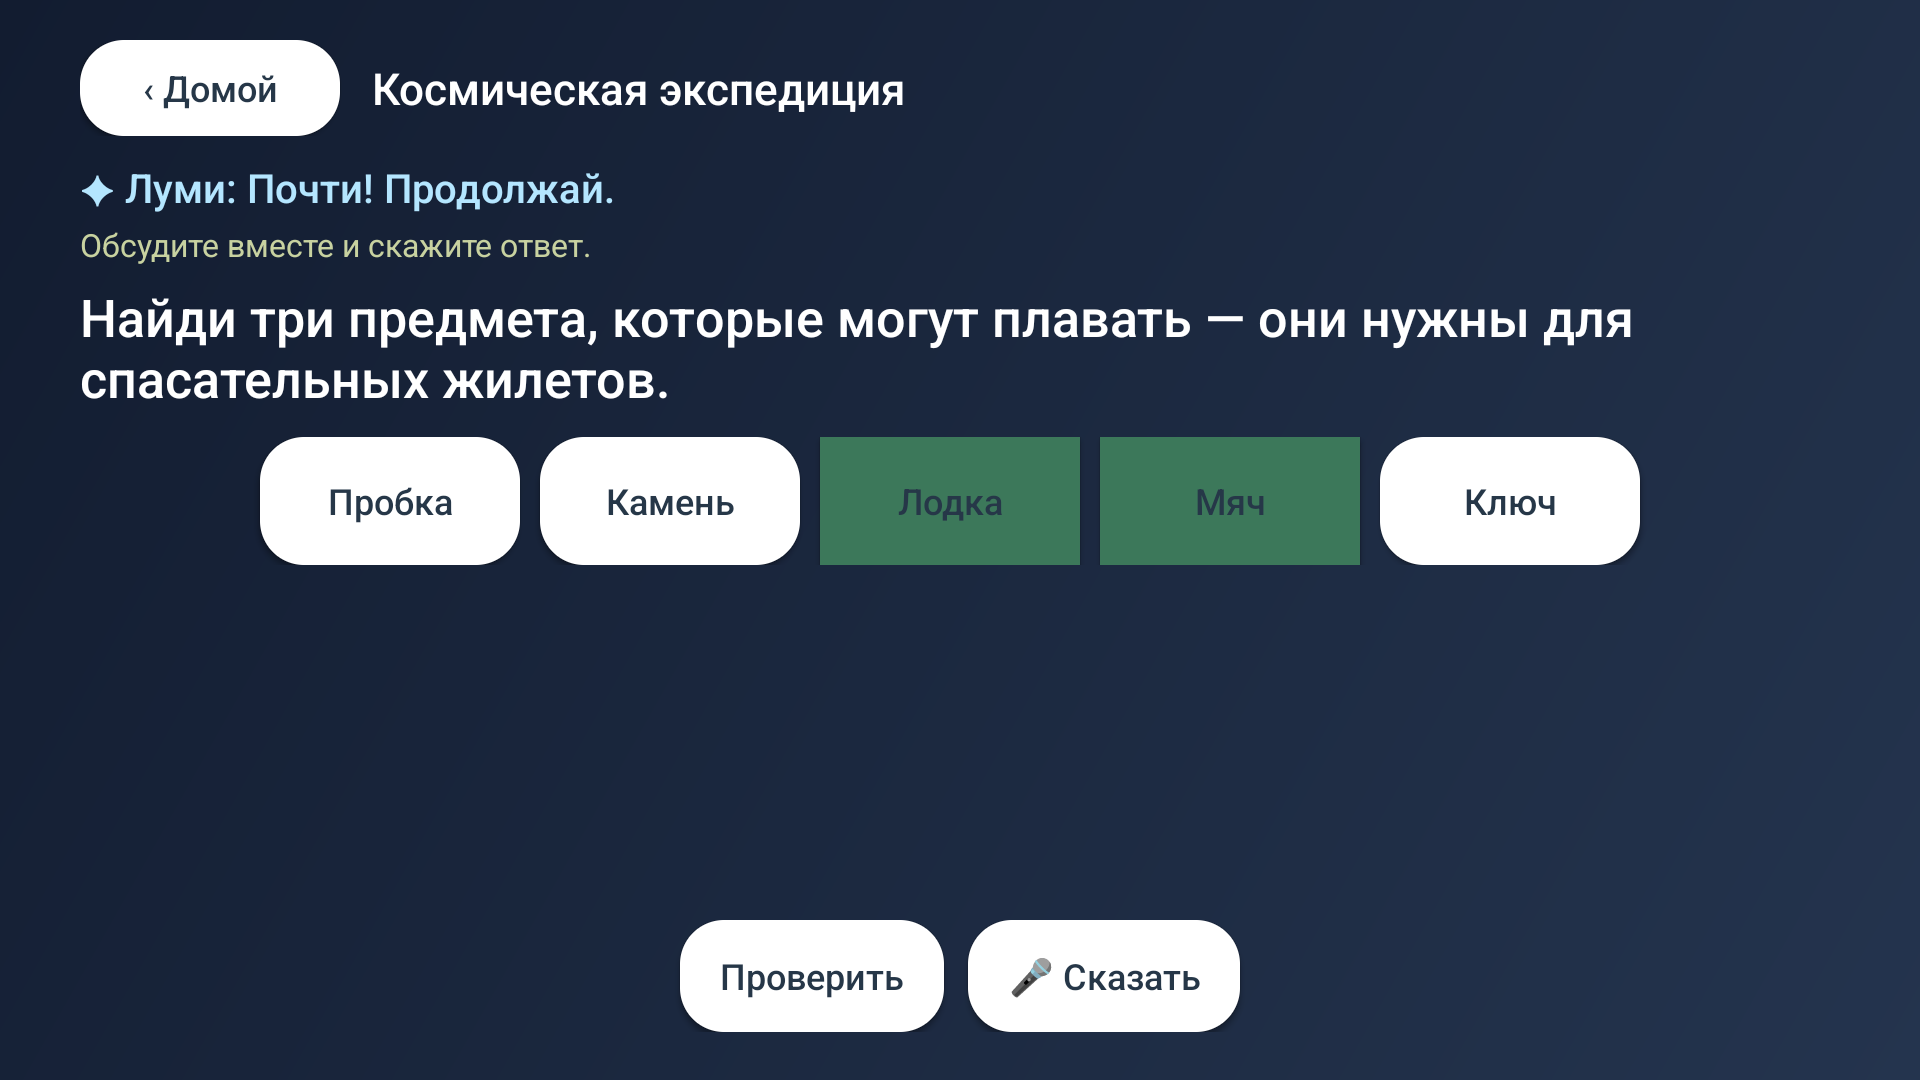 ‹ Домой
Космическая экспедиция
✦ Луми: Почти! Продолжай.
Обсудите вместе и скажите ответ.
Найди три предмета, которые могут плавать — они нужны для
спасательных жилетов.
Пробка
Камень
Лодка
Мяч
Ключ
Проверить
🎤 Сказать